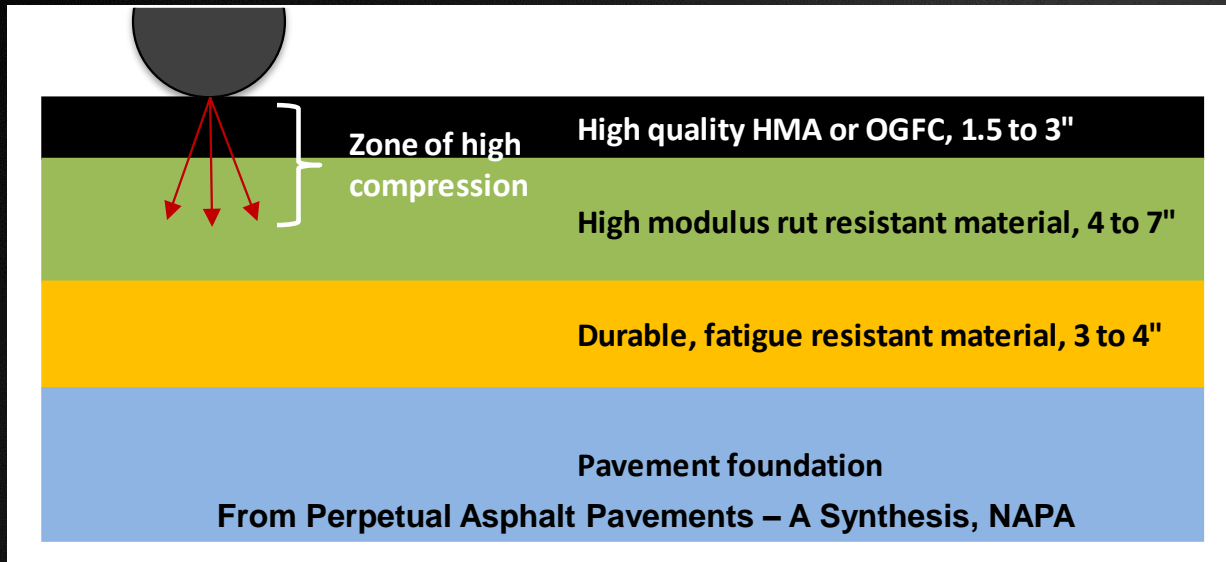 High quality HMA or OGFC, 1.5 to 3"
Zone of high
compression
High modulus rut resistant material, 4 to 7"
Durable, fatigue resistant material, 3 to 4"
Pavement foundation
From Perpetual Asphalt Pavements – A Synthesis, NAPA